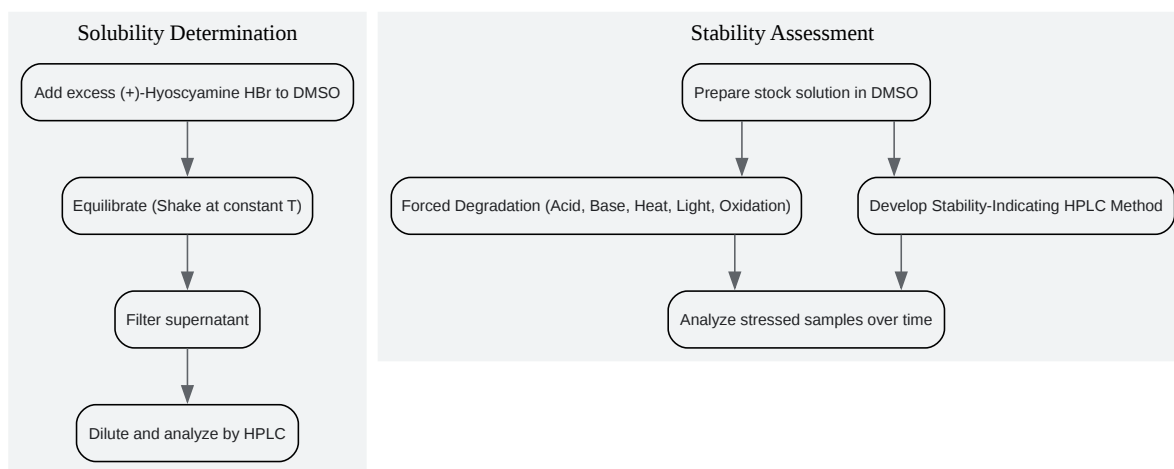 Solubility Determination
Add excess (+)-Hyoscyamine HBr to DMSO
Equilibrate (Shake at constant T)
Filter supernatant
Dilute and analyze by HPLC
Stability Assessment
Prepare stock solution in DMSO
Forced Degradation (Acid, Base, Heat, Light, Oxidation)
Develop Stability-Indicating HPLC Method
Analyze stressed samples over time